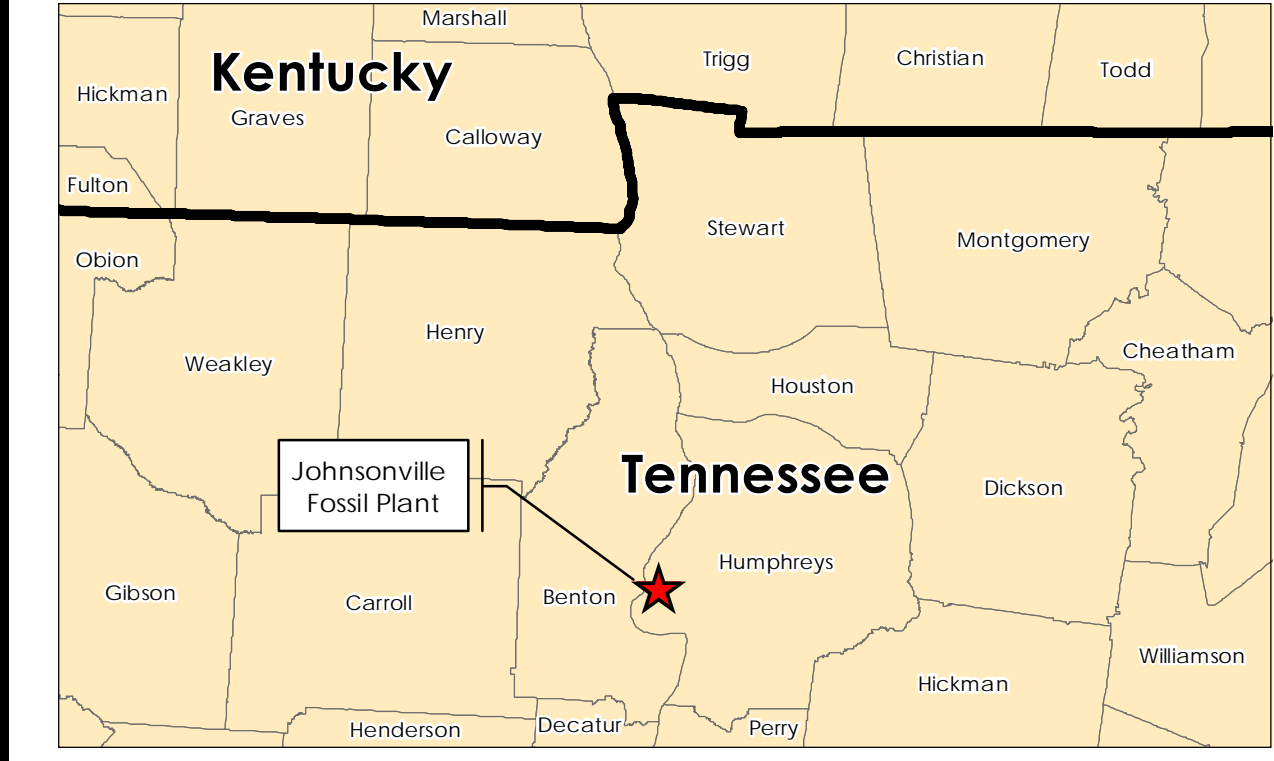 Marshall
Kentucky
Trigg
Christian
Todd
Hickman
Graves
Calloway
Fulton
Stewart
Montgomery
Obion
Henry
Cheatham
Weakley
Houston
Johnsonville
Fossil Plant
Tennessee
Dickson
Humphreys
Gibson
Carroll
Benton
Williamson
Hickman
Henderson
Decatur
Perry